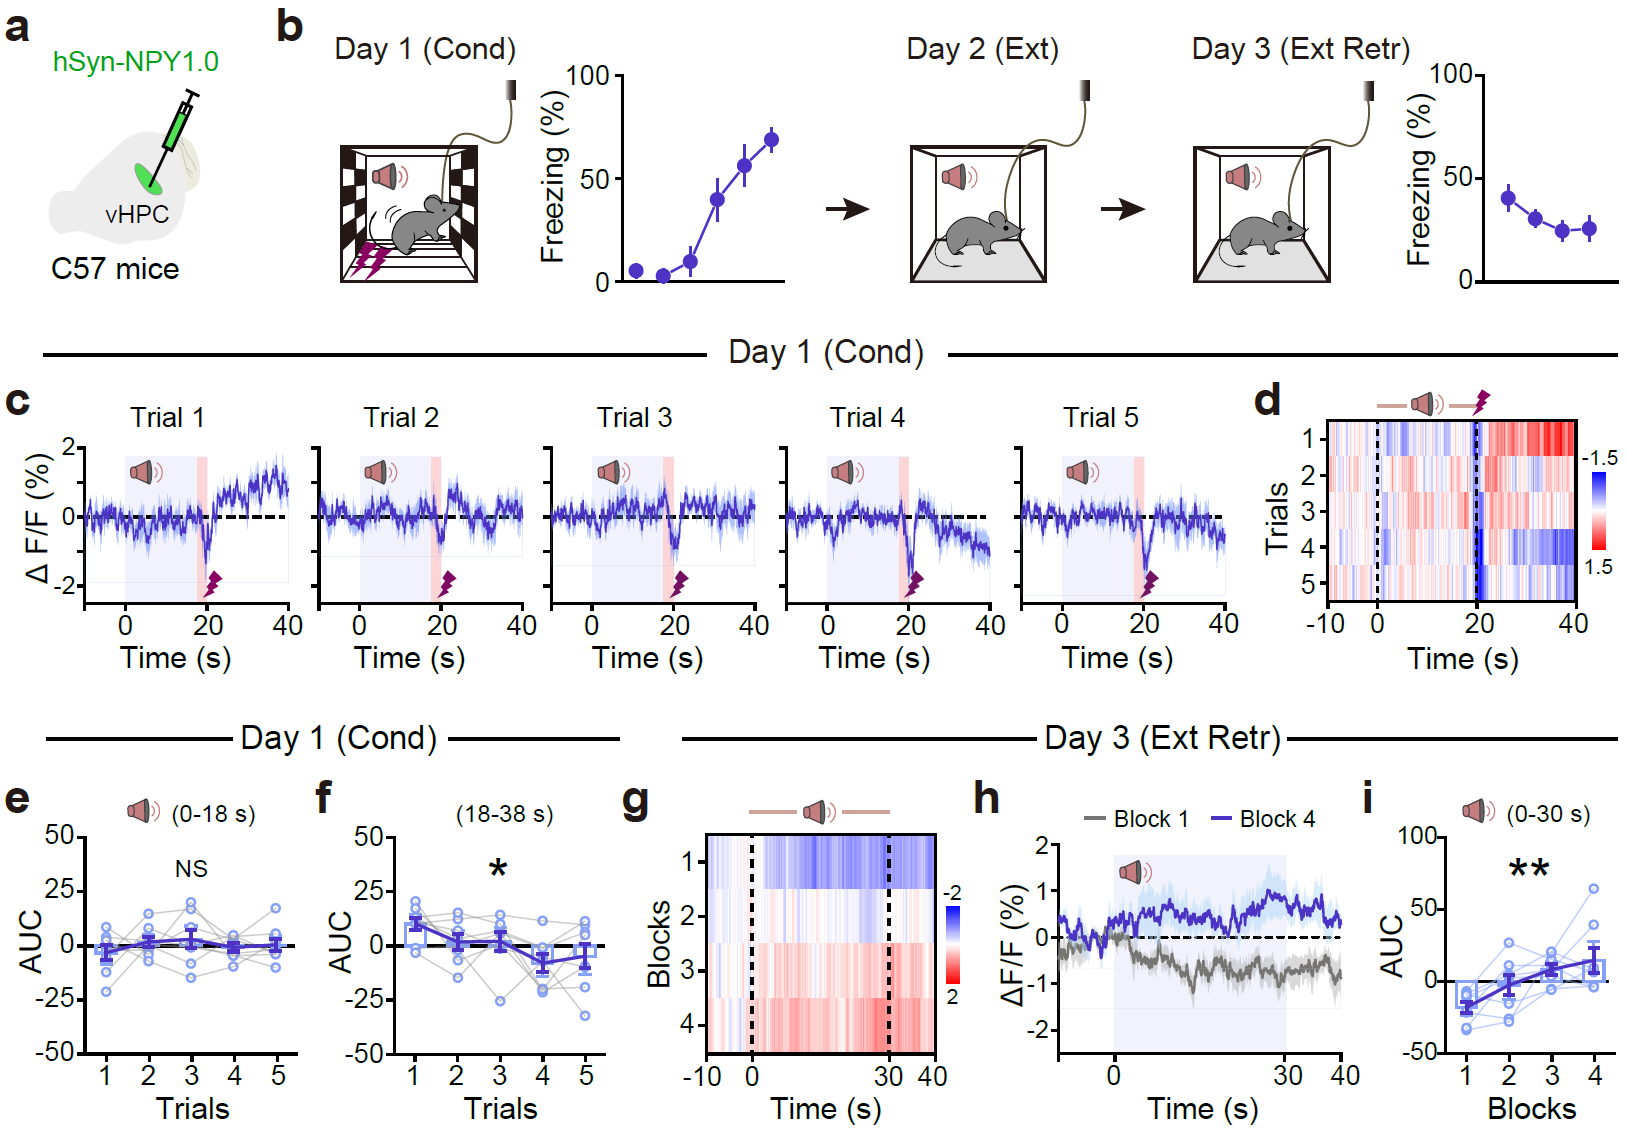 a
hSyn-NPY1.0
vHPC
C57 mice
b
Day 1 (Cond)
Freezing (%)
100
50
0
Day 2 (Ext)
Day 3 (Ext Retr)
Freezing (%)
100
50
0
Day 1 (Cond)
c
Trial 1
Trial 2
Trial 3
Trial 4
Trial 5
Δ F/F (%)
2
0
-2
0 20 40
0 20 40
0 20 40
0 20 40
0 20 40
Time (s)
Time (s)
Time (s)
Time (s)
Time (s)
d
Trials
1
2
3
4
5
-10 0 20 40
Time (s)
-1.5
1.5
Day 1 (Cond)
Day 3 (Ext Retr)
e
(0-18 s)
NS
AUC
50
25
0
-25
-50
1 2 3 4 5
Trials
f
(18-38 s)
*
AUC
50
25
0
-25
-50
1 2 3 4 5
Trials
g
Blocks
1
2
3
4
-10 0 30 40
Time (s)
-2
2
h
Block 1
Block 4
ΔF/F (%)
2
1
0
-1
-2
0 30 40
Time (s)
i
(0-30 s)
**
AUC
100
50
0
-50
1 2 3 4
Blocks